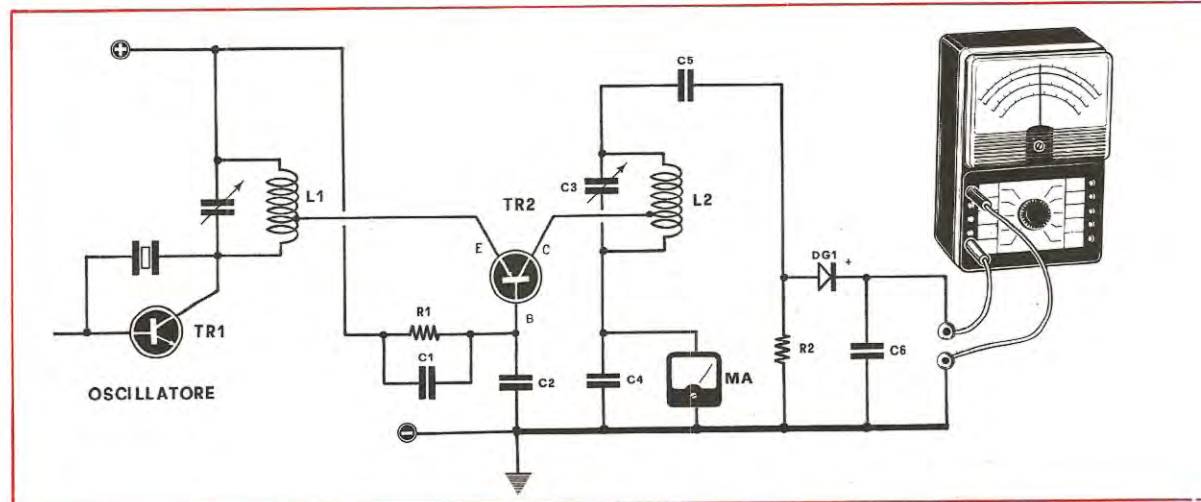 +
C5
L1
C3
TR2
L2
E
C
DG1
+
R1
B
TR1
C1
R2
C6
MA
C2
C4
OSCILLATORE
-